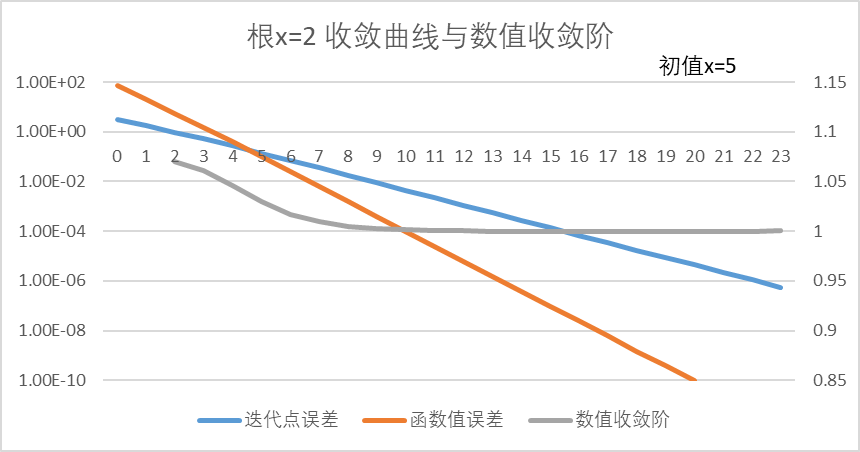 根x=2 收敛曲线与数值收敛阶
初值x=5
1.00E+02 1.15
1.00E+00 1.1
0 1 2 3 4 5 6 7 8 9 10 11 12 13 14 15 16 17 18 19 20 21 22 23
1.00E-02 1.05
1.00E-04 1
1.00E-06 0.95
1.00E-08 0.9
1.00E-10 0.85
迭代点误差 函数值误差 数值收敛阶